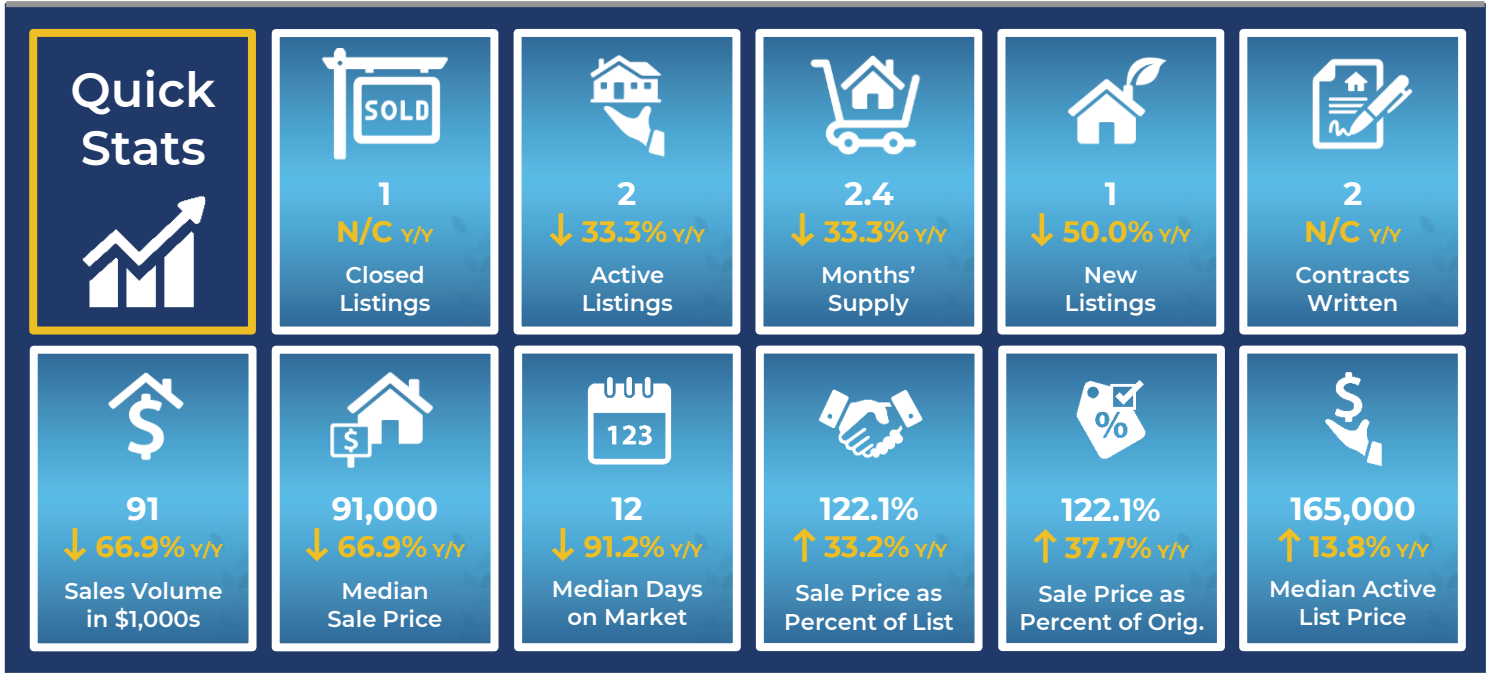 Quick
Stats
SOLD
1
N/C Y/Y
Closed
Listings
2
↓ 33.3% Y/Y
Active
Listings
2.4
↓ 33.3% Y/Y
Months’
Supply
1
↓ 50.0% Y/Y
New
Listings
2
N/C Y/Y
Contracts
Written
$
91
↓ 66.9% Y/Y
Sales Volume
in $1,000s
$
91,000
↓ 66.9% Y/Y
Median
Sale Price
123
12
↓ 91.2% Y/Y
Median Days
on Market
122.1%
↑ 33.2% Y/Y
Sale Price as
Percent of List
%
122.1%
↑ 37.7% Y/Y
Sale Price as
Percent of Orig.
$
165,000
↑ 13.8% Y/Y
Median Active
List Price